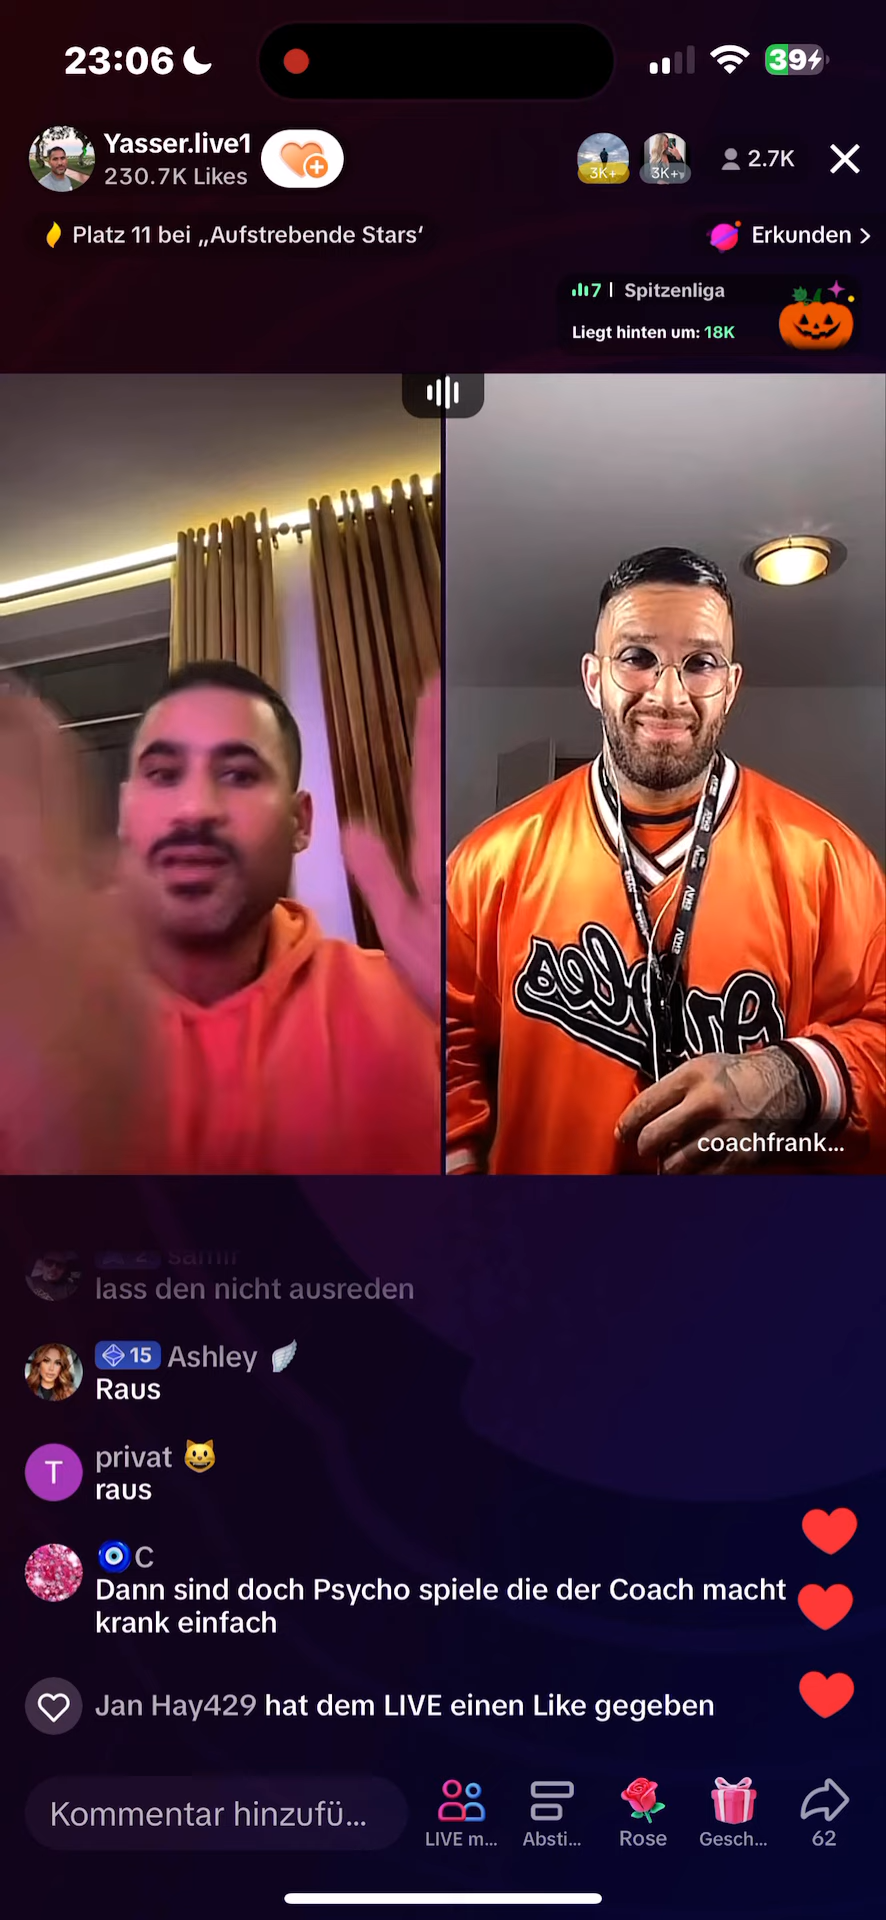 23:06
39
Yasser.live1
230.7K Likes
3K+
3K+
2.7K
Platz 11 bei „Aufstrebende Stars‘
Erkunden >
7 | Spitzenliga
Liegt hinten um: 18K
coachfrank...
samir
lass den nicht ausreden
15 Ashley
Raus
T
privat
raus
C
Dann sind doch Psycho spiele die der Coach macht
krank einfach
Jan Hay429 hat dem LIVE einen Like gegeben
Kommentar hinzufü...
LIVE m...
Absti...
Rose
Gesch...
62